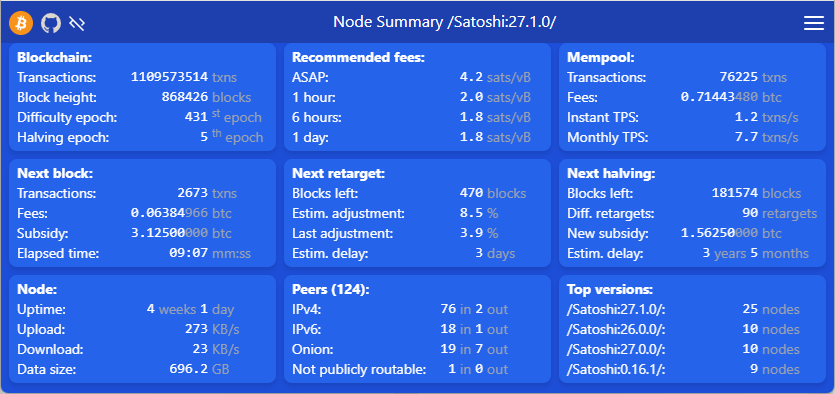 Node Summary /Satoshi:27.1.0/
Blockchain:
Transactions: 1109573514 txns
Block height: 868426 blocks
Difficulty epoch: 431 st epoch
Halving epoch: 5 th epoch
Recommended fees:
ASAP: 4.2 sats/vB
1 hour: 2.0 sats/vB
6 hours: 1.8 sats/vB
1 day: 1.8 sats/vB
Mempool:
Transactions: 76225 txns
Fees: 0.71443480 btc
Instant TPS: 1.2 txns/s
Monthly TPS: 7.7 txns/s
Next block:
Transactions: 2673 txns
Fees: 0.06384966 btc
Subsidy: 3.12500000 btc
Elapsed time: 09:07 mm:ss
Next retarget:
Blocks left: 470 blocks
Estim. adjustment: 8.5 %
Last adjustment: 3.9 %
Estim. delay: 3 days
Next halving:
Blocks left: 181574 blocks
Diff. retargets: 90 retargets
New subsidy: 1.56250000 btc
Estim. delay: 3 years 5 months
Node:
Uptime: 4 weeks 1 day
Upload: 273 KB/s
Download: 23 KB/s
Data size: 696.2 GB
Peers (124):
IPv4: 76 in 2 out
IPv6: 18 in 1 out
Onion: 19 in 7 out
Not publicly routable: 1 in 0 out
Top versions:
/Satoshi:27.1.0/: 25 nodes
/Satoshi:26.0.0/: 10 nodes
/Satoshi:27.0.0/: 10 nodes
/Satoshi:0.16.1/: 9 nodes